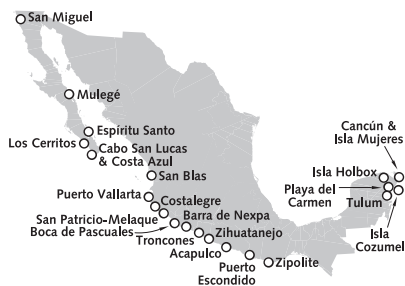 San Miguel
Mulegé
Espíritu Santo
Los Cerritos
Cabo San Lucas
& Costa Azul
San Blas
Cancún &
Isla Mujeres
Isla Holbox
Playa del
Carmen
Tulum
Isla
Cozumel
Puerto Vallarta
Costalegre
San Patricio-Melaque
Barra de Nexpa
Boca de Pascuales
Zihuatanejo
Troncones
Acapulco
Puerto
Escondido
Zipolite